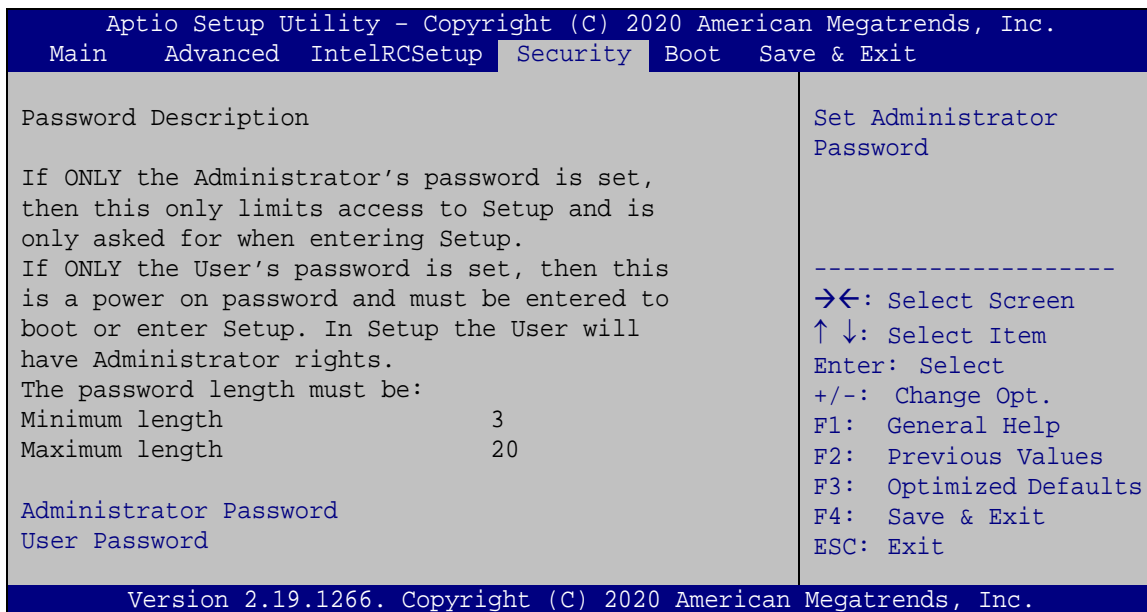 Aptio Setup Utility – Copyright (C) 2020 American Megatrends, Inc.
Main Advanced IntelRCSetup Security Boot Save & Exit
Password Description
If ONLY the Administrator’s password is set,
then this only limits access to Setup and is
only asked for when entering Setup.
If ONLY the User’s password is set, then this
is a power on password and must be entered to
boot or enter Setup. In Setup the User will
have Administrator rights.
The password length must be:
Minimum length 3
Maximum length 20
Administrator Password
User Password
Set Administrator
Password
---------------------
→←: Select Screen
↑ ↓: Select Item
Enter: Select
+/-: Change Opt.
F1: General Help
F2: Previous Values
F3: Optimized Defaults
F4: Save & Exit
ESC: Exit
Version 2.19.1266. Copyright (C) 2020 American Megatrends, Inc.